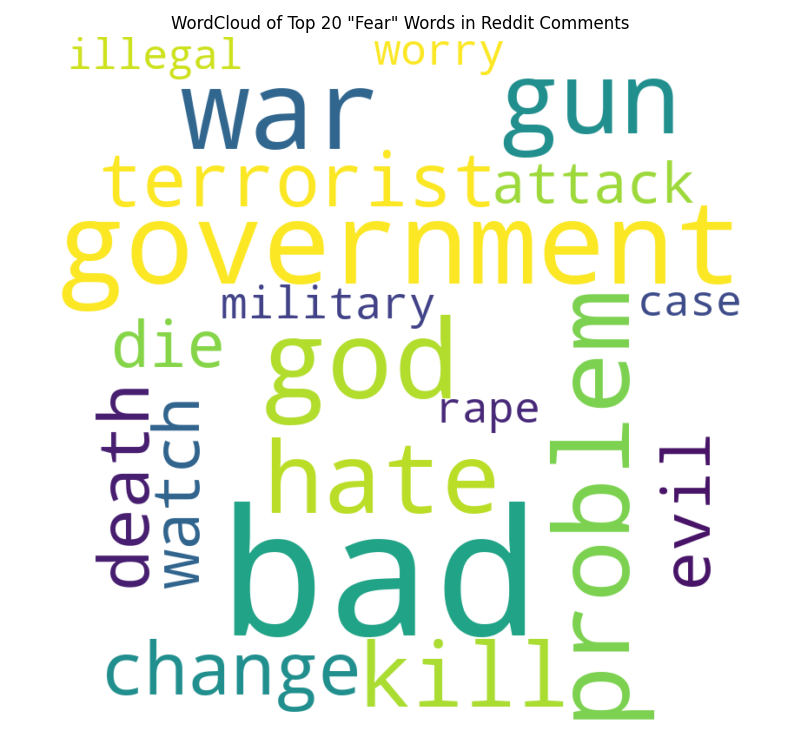 WordCloud of Top 20 "Fear" Words in Reddit Comments
illegal
worry
war
gun
terrorist
attack
government
military
case
die
god
problem
death
watch
rape
hate
evil
bad
change
kill